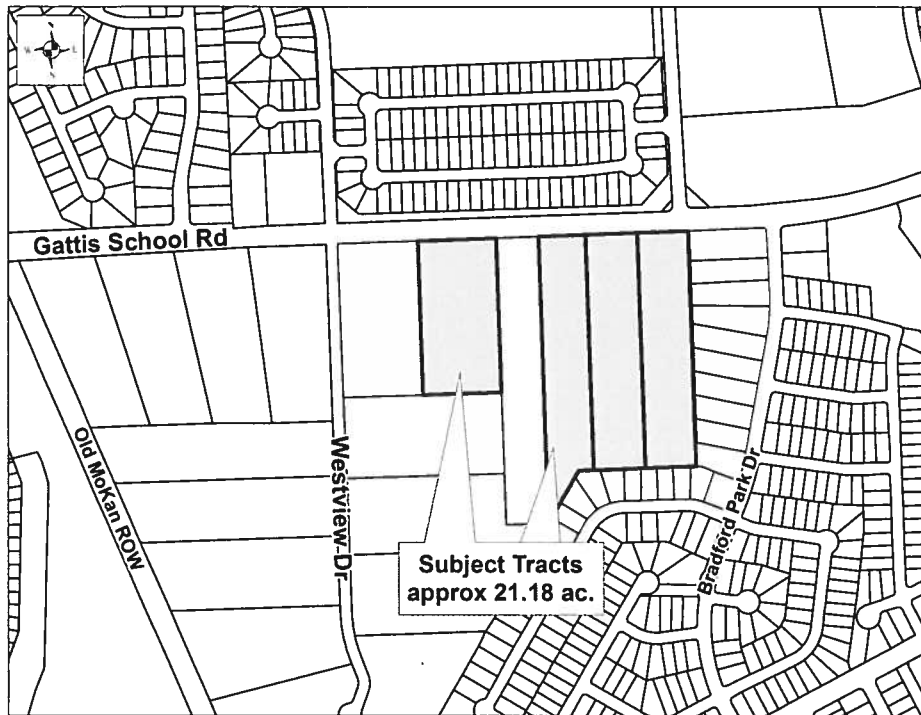 N
W E
S
Gattis School Rd
Old MoKan ROW
Westview Dr
Bradford Park Dr
Subject Tracts
approx 21.18 ac.